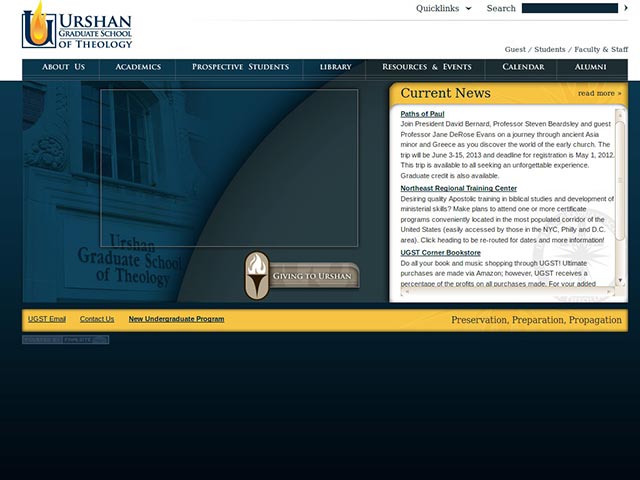 URSHAN
GRADUATE SCHOOL
OF THEOLOGY
Quicklinks
Search
Guest / Students / Faculty & Staff
About Us
Academics
Prospective Students
library
Resources & Events
Calendar
Alumni
Current News
read more »
Paths of Paul
Join President David Bernard, Professor Steven Beardsley and guest
Professor Jane DeRose Evans on a journey through ancient Asia
minor and Greece as you discover the world of the early church. The
trip will be June 3-15, 2013 and deadline for registration is May 1, 2012.
This trip is available to all seeking an unforgettable experience.
Graduate credit is also available.
Northeast Regional Training Center
Desiring quality Apostolic training in biblical studies and development of
ministerial skills? Make plans to attend one or more certificate
programs conveniently located in the most populated corridor of the
United States (easily accessed by those in the NYC, Philly and D.C.
area). Click heading to be re-routed for dates and more information!
UGST Corner Bookstore
Do all your book and music shopping through UGST! Ultimate
purchases are made via Amazon; however, UGST receives a
percentage of the profits on all purchases made. For your added
Urshan
Graduate School
of Theology
Giving to Urshan
UGST Email
Contact Us
New Undergraduate Program
Preservation, Preparation, Propagation